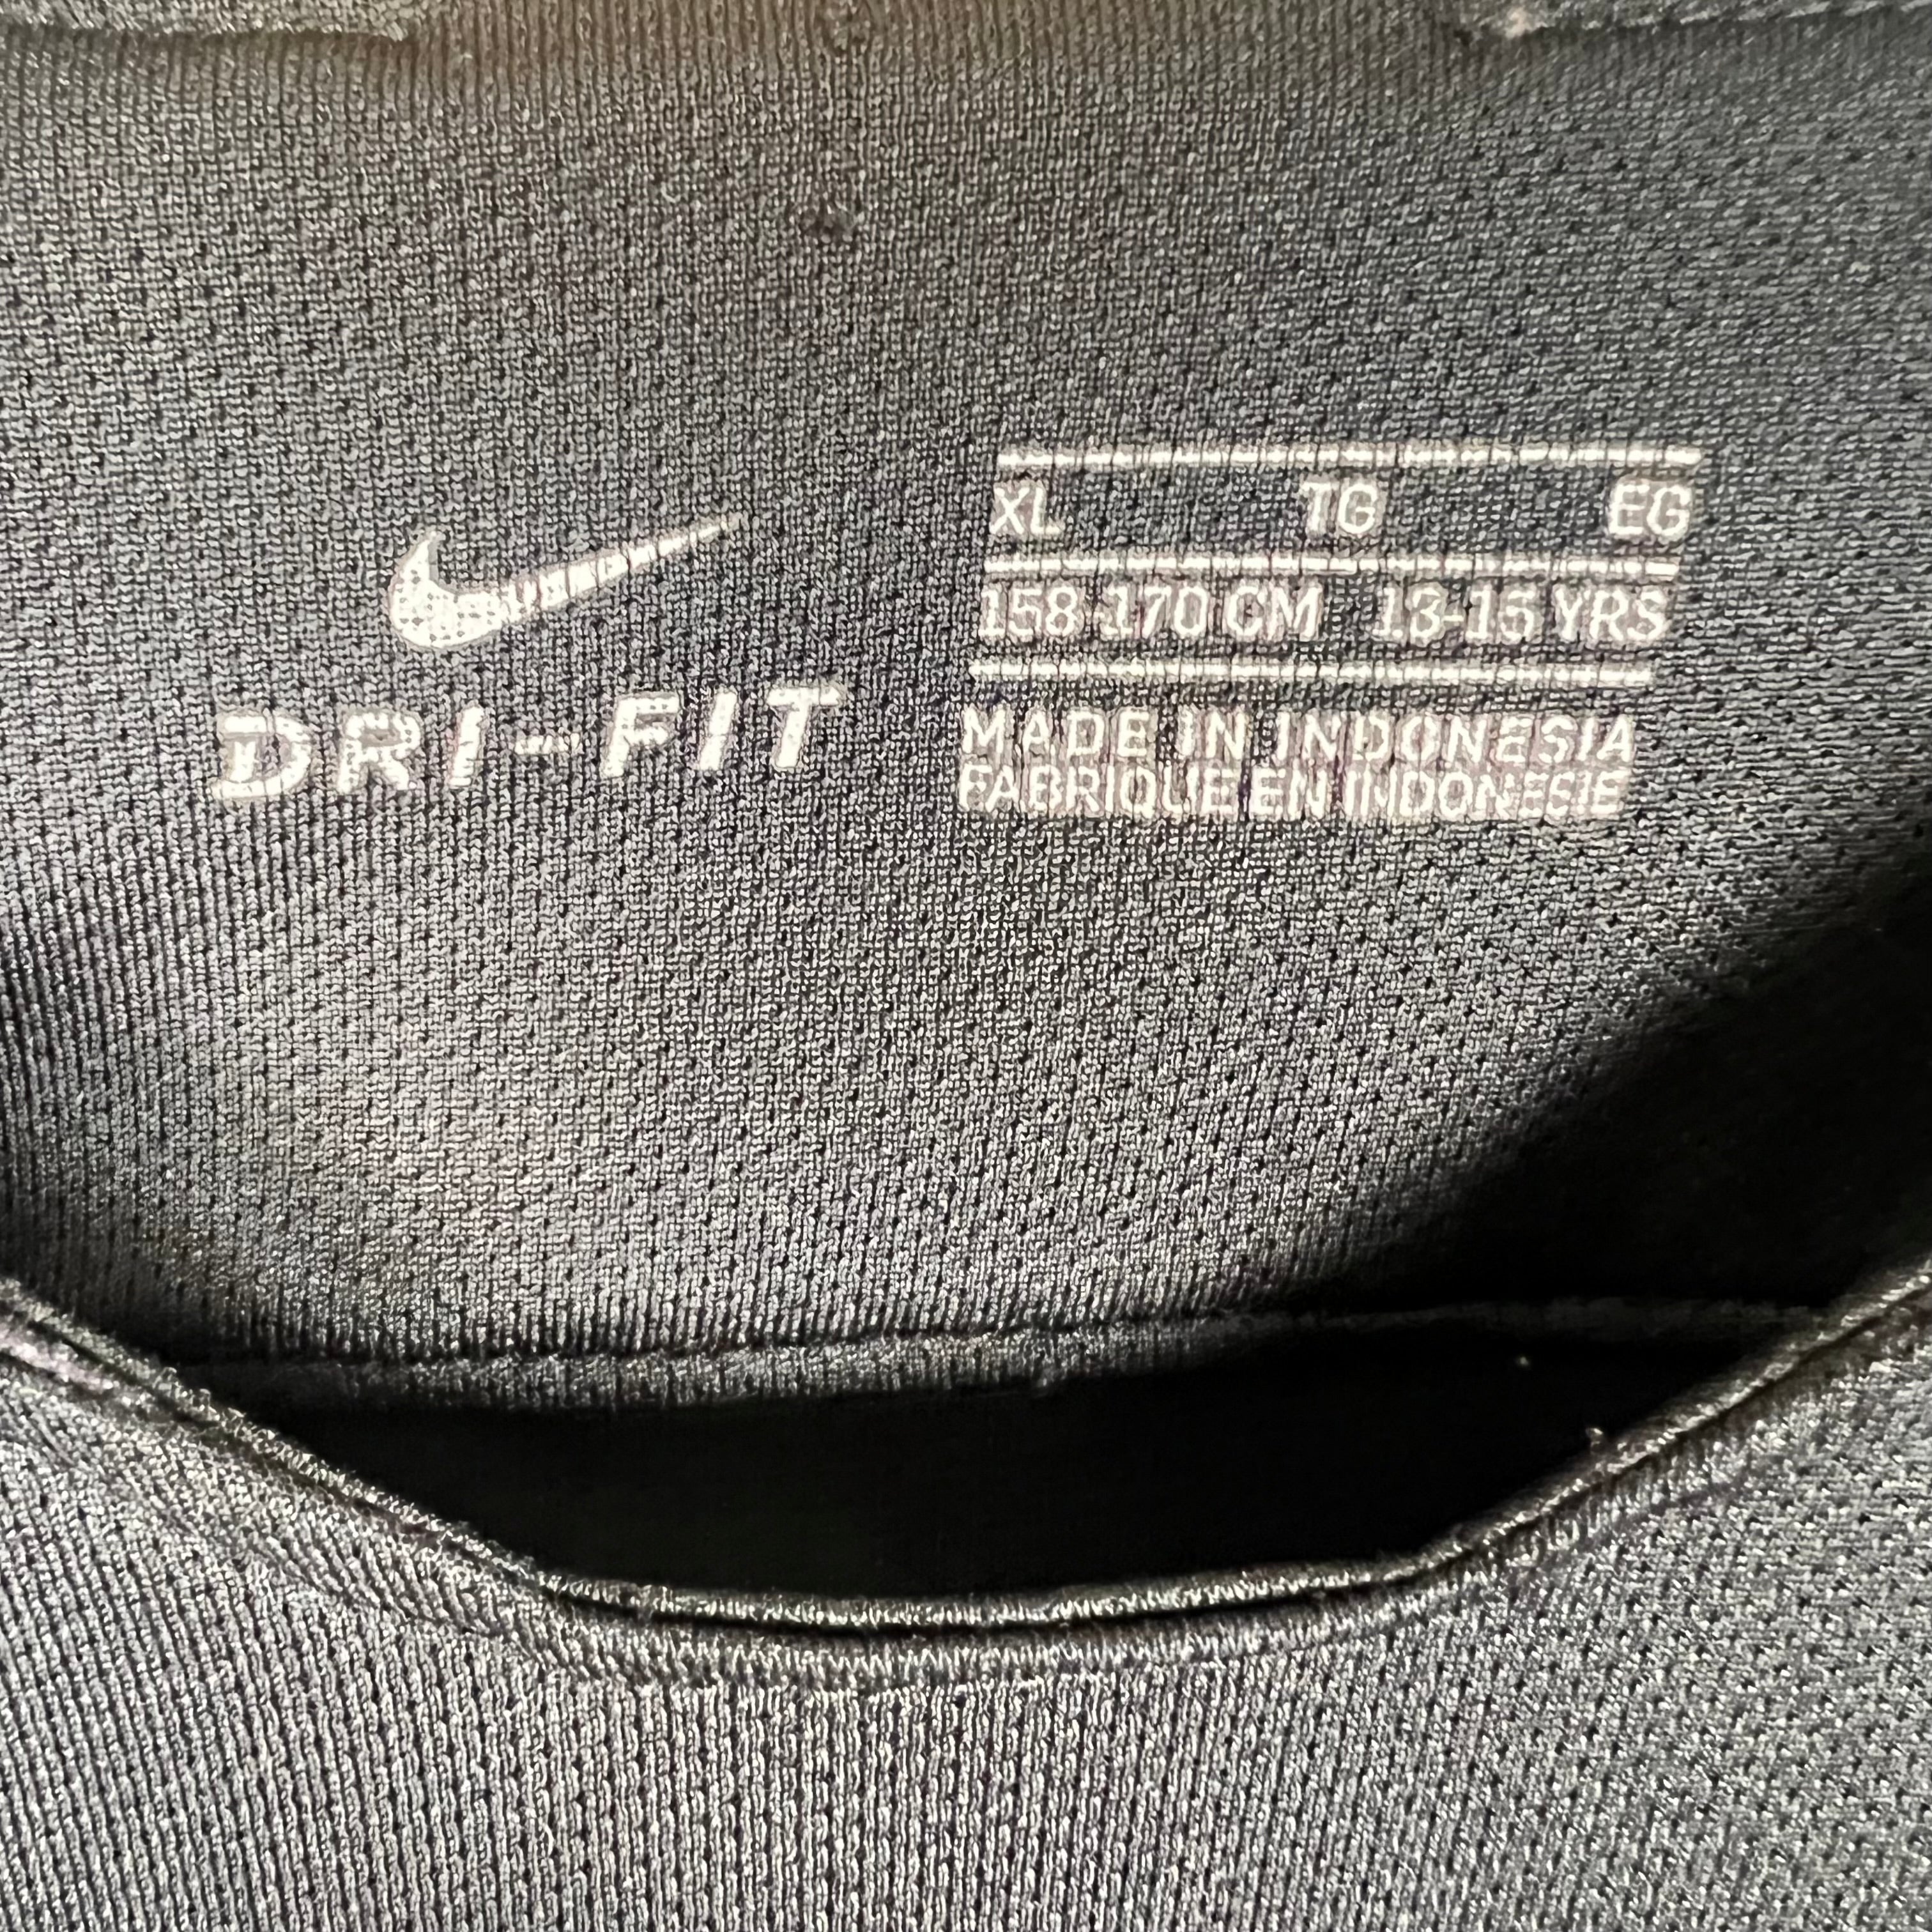 DRI-FIT
XL TG EG
158-170 CM 13-15 YRS
MADE IN INDONESIA
FABRIQUE EN INDONESIE